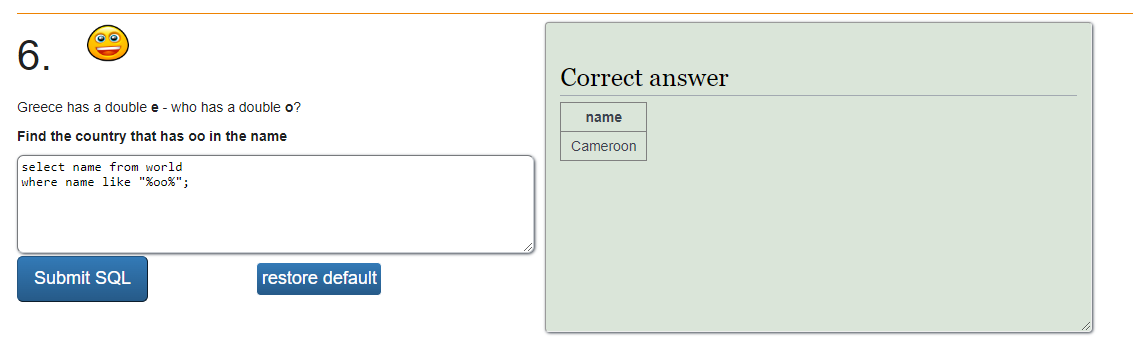 6.
Greece has a double e - who has a double o?
Find the country that has oo in the name
select name from world
where name like "%oo%";
Submit SQL
restore default
Correct answer
name
Cameroon